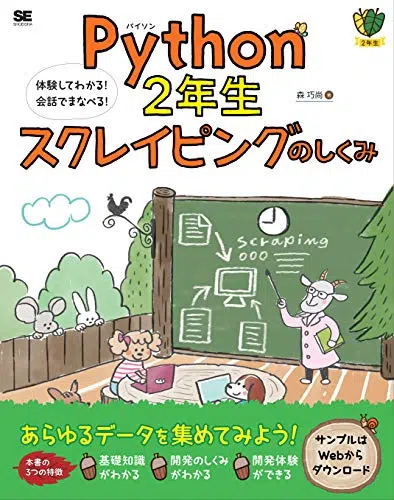 SE
SHOEISHA
パイソン
Python
2年生
体験してわかる!
会話でまなべる!
森 巧尚 著
2年生
スクレイピングのしくみ
scraping
あらゆるデータを集めてみよう!
本書の
3つの特徴
基礎知識
がわかる
開発のしくみ
がわかる
開発体験
ができる
サンプルは
Webから
ダウンロード